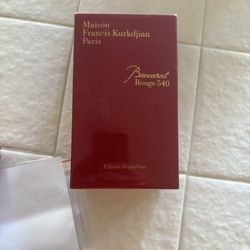 Maison
Francis Kurkdjian
Paris
Baccarat
Rouge 540
Extrait de parfum